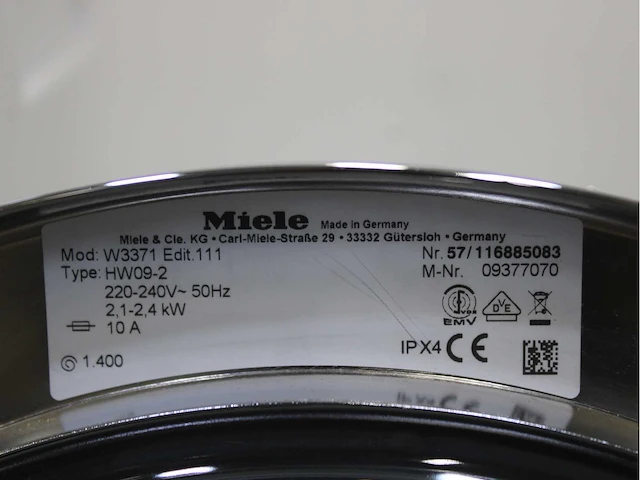 Miele Made in Germany
Miele & Cie. KG • Carl-Miele-Straße 29 • 33332 Gütersloh • Germany
Mod: W3371 Edit.111
Nr. 57/116885083
Type: HW09-2
M-Nr. 09377070
220-240V~ 50Hz
2,1-2,4 kW
10 A
EMV
DVE
IPX4 CE
1.400